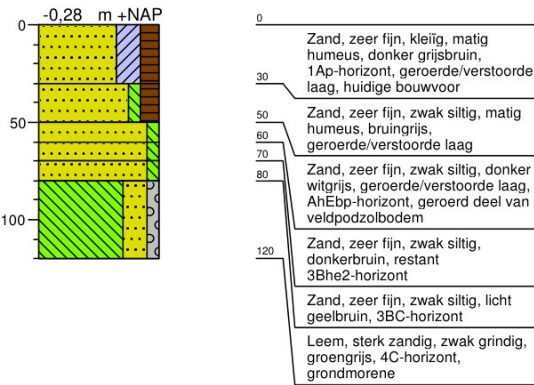 -0,28 m +NAP
0
50
100
0
Zand, zeer fijn, kleiïg, matig
humeus, donker grijsbruin,
1Ap-horizont, geroerde/verstoorde
laag, huidige bouwvoor
30
Zand, zeer fijn, zwak siltig, matig
humeus, bruingrijs,
geroerde/verstoorde laag
50
Zand, zeer fijn, zwak siltig, donker
witgrijs, geroerde/verstoorde laag,
AhEbp-horizont, geroerd deel van
veldpodzolbodem
60
Zand, zeer fijn, zwak siltig,
donkerbruin, restant
3Bhe2-horizont
70
Zand, zeer fijn, zwak siltig, licht
geelbruin, 3BC-horizont
80
Leem, sterk zandig, zwak grindig,
groengrijs, 4C-horizont,
grondmorene
120